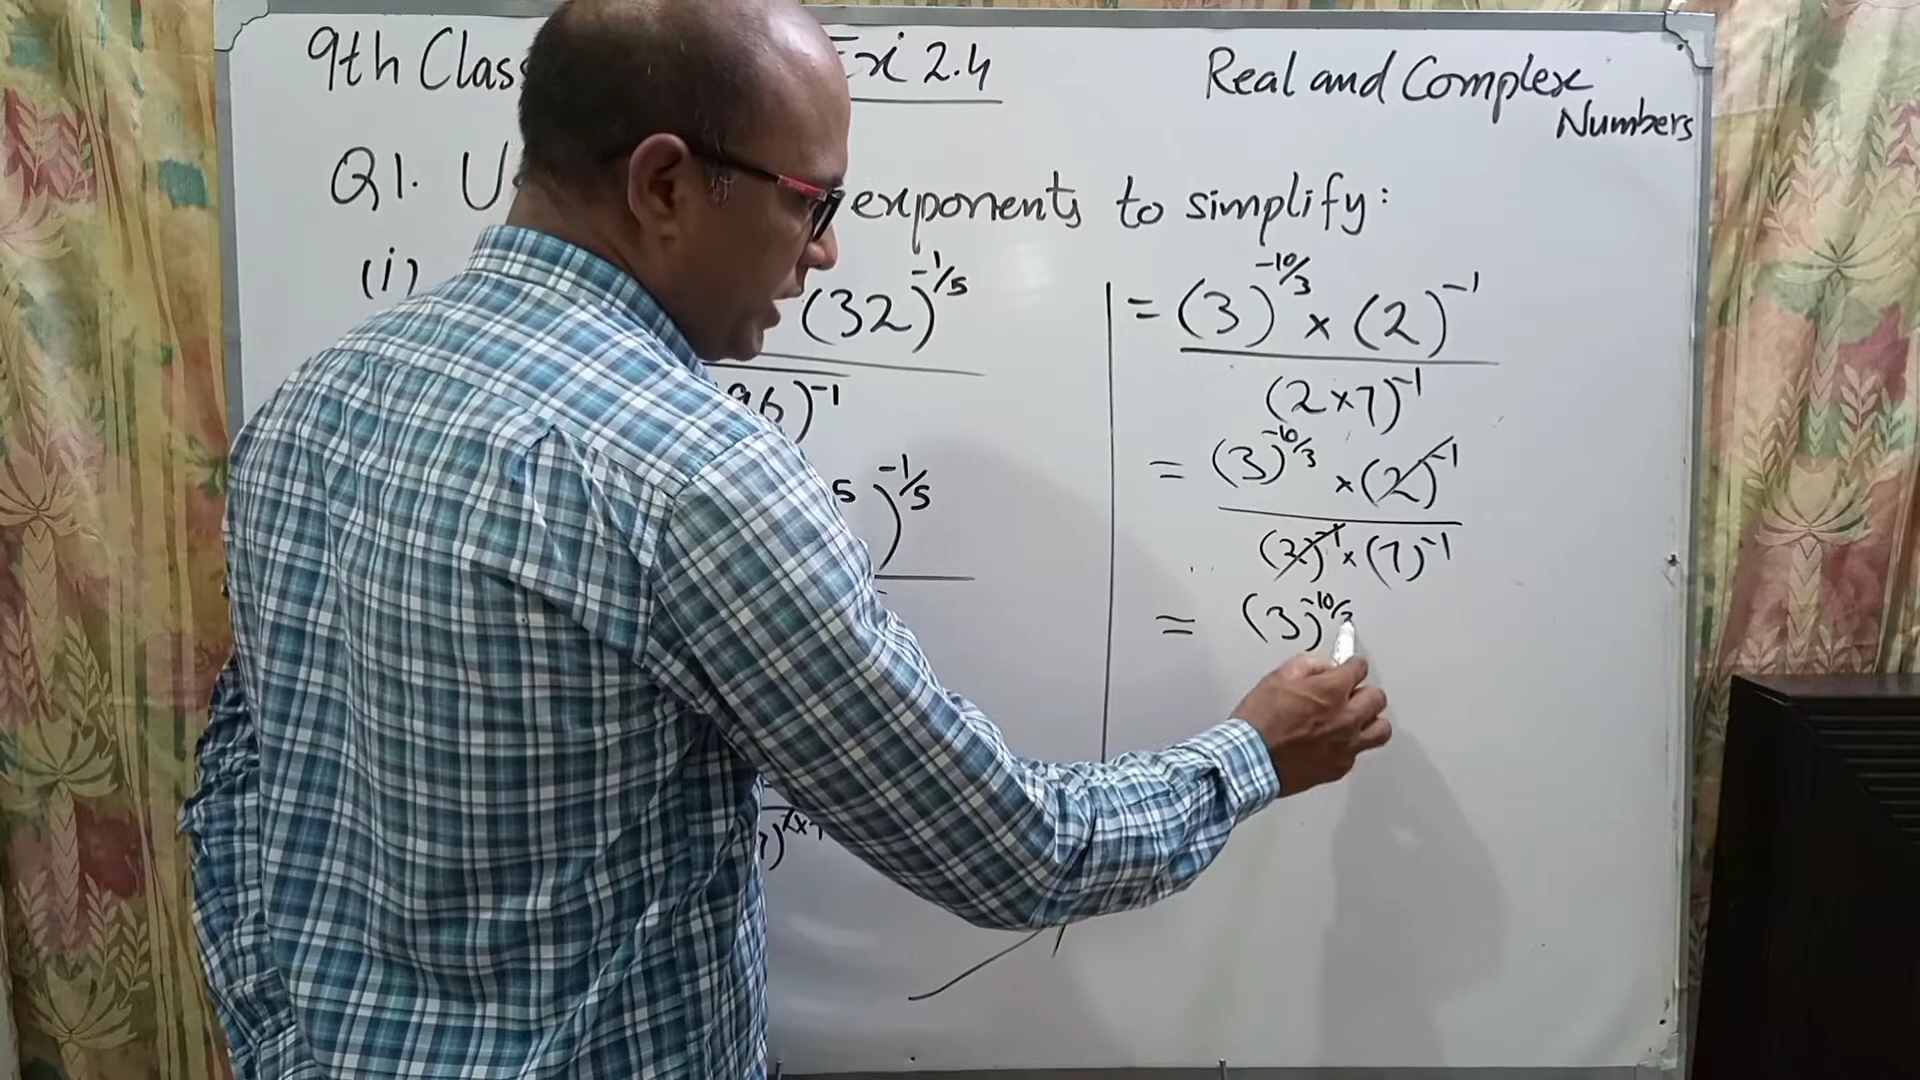 9th Class Ex 2.4
Real and Complex
Numbers
Q1. exponents to simplify:
(i) (32)^-1/5
96)^-1
5 )^-1/5
= (3)^-10/3 × (2)^-1
(2×7)^-1
= (3)^-10/3 × (2)^-1
(2)^-1 × (7)^-1
= (3)^-10/3